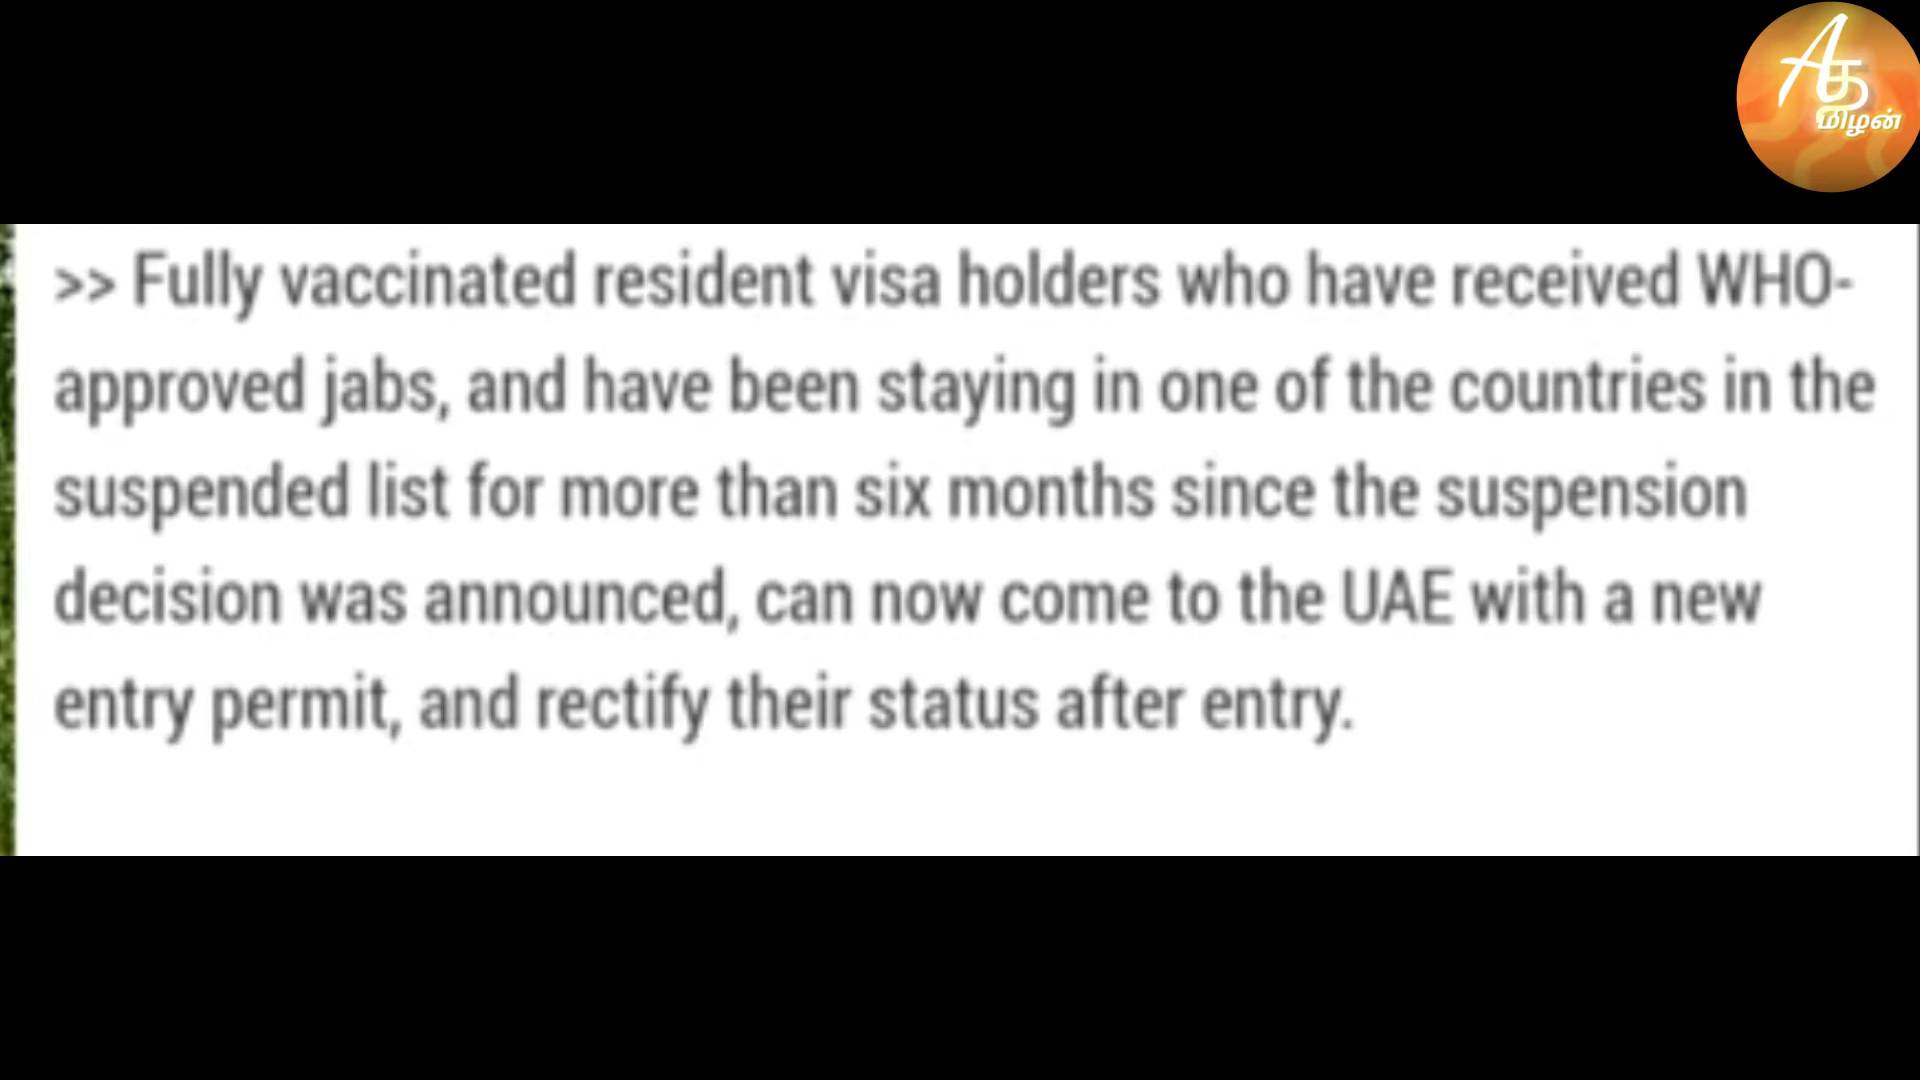 A
த
மிழன்
>> Fully vaccinated resident visa holders who have received WHO-
approved jabs, and have been staying in one of the countries in the
suspended list for more than six months since the suspension
decision was announced, can now come to the UAE with a new
entry permit, and rectify their status after entry.